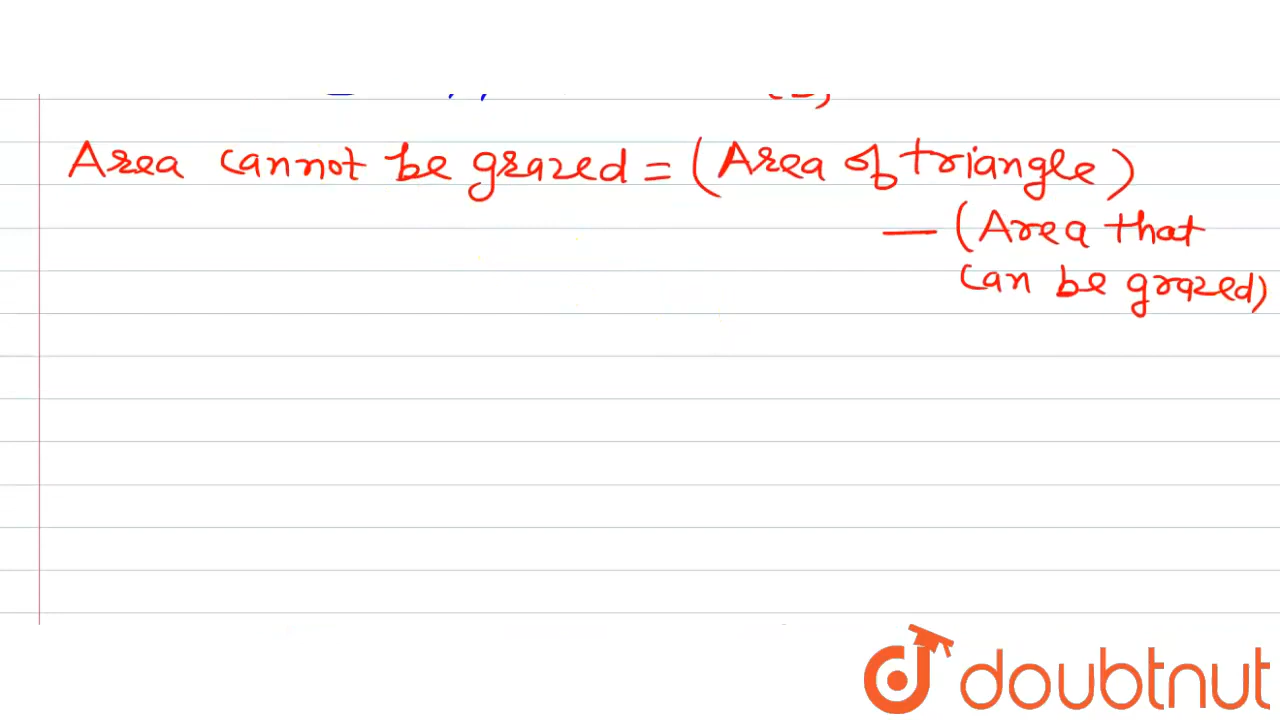 Area cannot be grazed = (Area of triangle)
— (Area that
can be grazed)
doubtnut